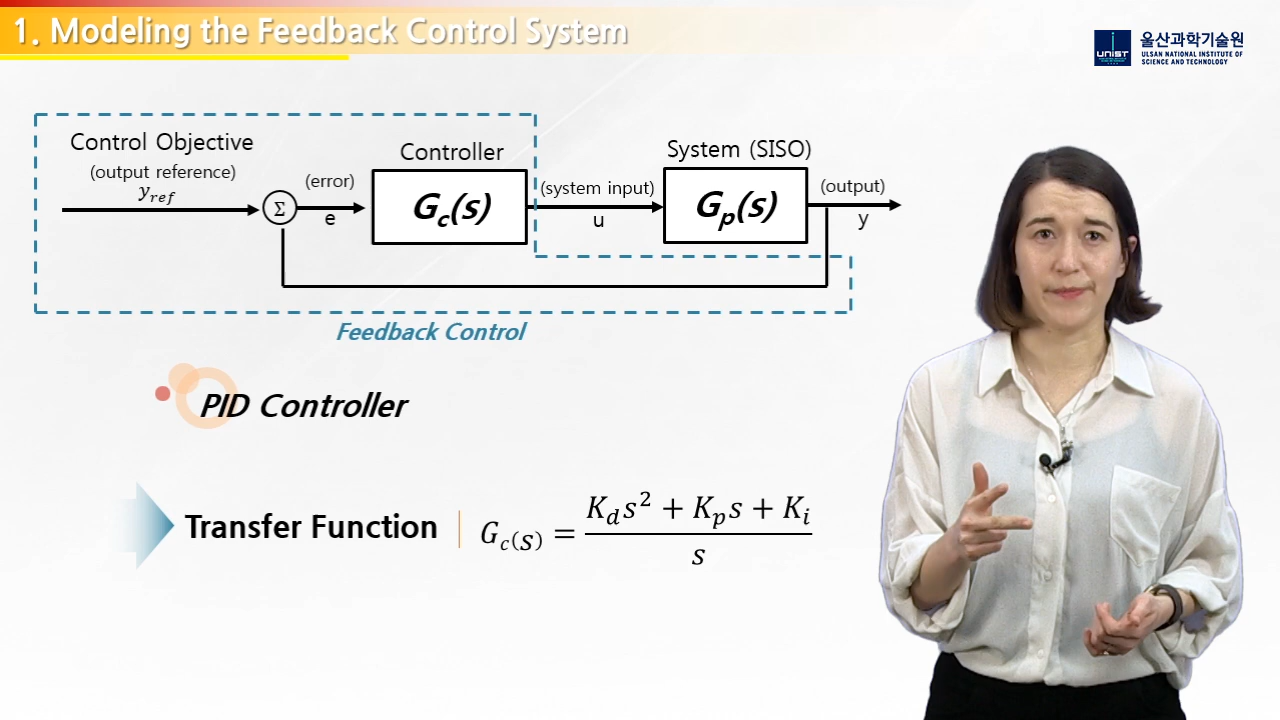 1. Modeling the Feedback Control System
UNIST
울산과학기술원
ULSAN NATIONAL INSTITUTE OF
SCIENCE AND TECHNOLOGY
Control Objective
(output reference)
y_ref
Σ
(error)
e
Controller
G_c(s)
(system input)
u
System (SISO)
G_p(s)
(output)
y
Feedback Control
PID Controller
Transfer Function
G_c(s) = (K_d s² + K_p s + K_i) / s